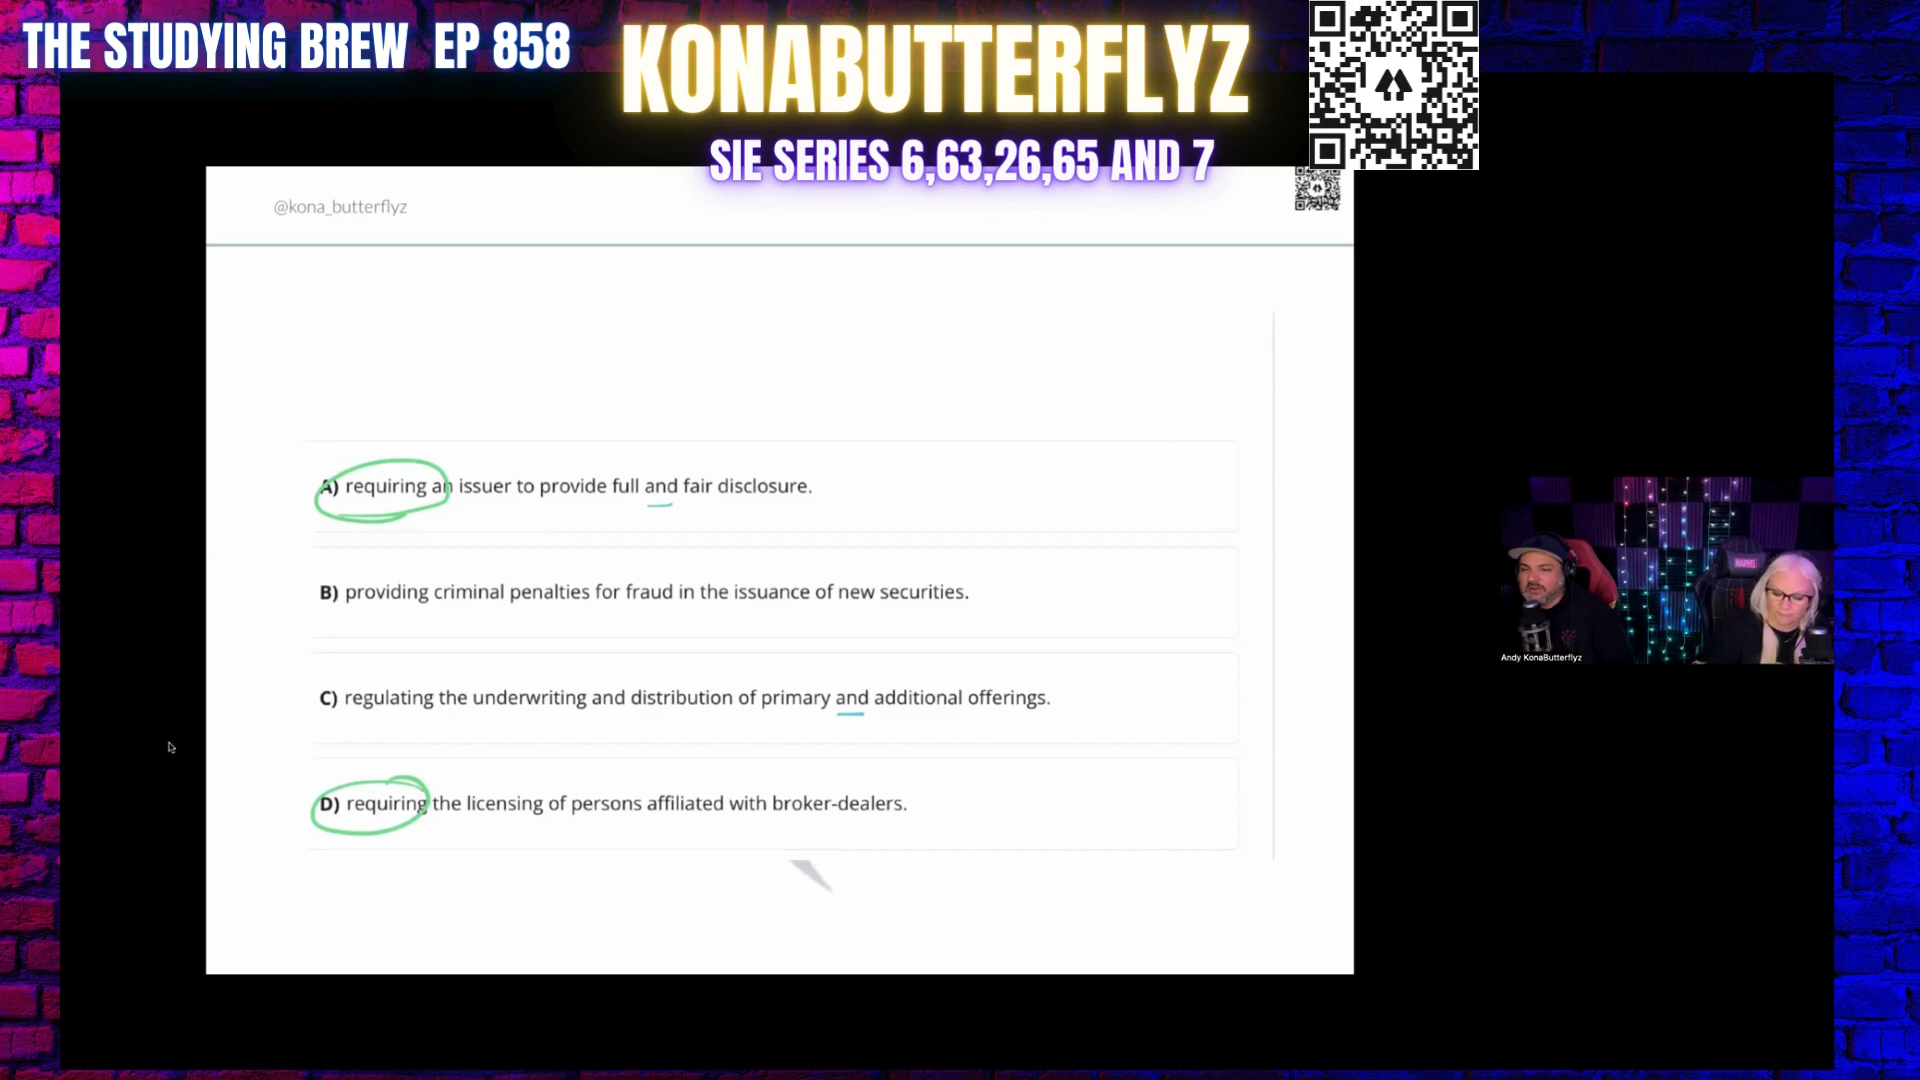 THE STUDYING BREW EP 858
KONABUTTERFLYZ
SIE SERIES 6,63,26,65 AND 7
@kona_butterflyz
A) requiring an issuer to provide full and fair disclosure.
B) providing criminal penalties for fraud in the issuance of new securities.
C) regulating the underwriting and distribution of primary and additional offerings.
D) requiring the licensing of persons affiliated with broker-dealers.
MARVEL
Andy KonaButterflyz